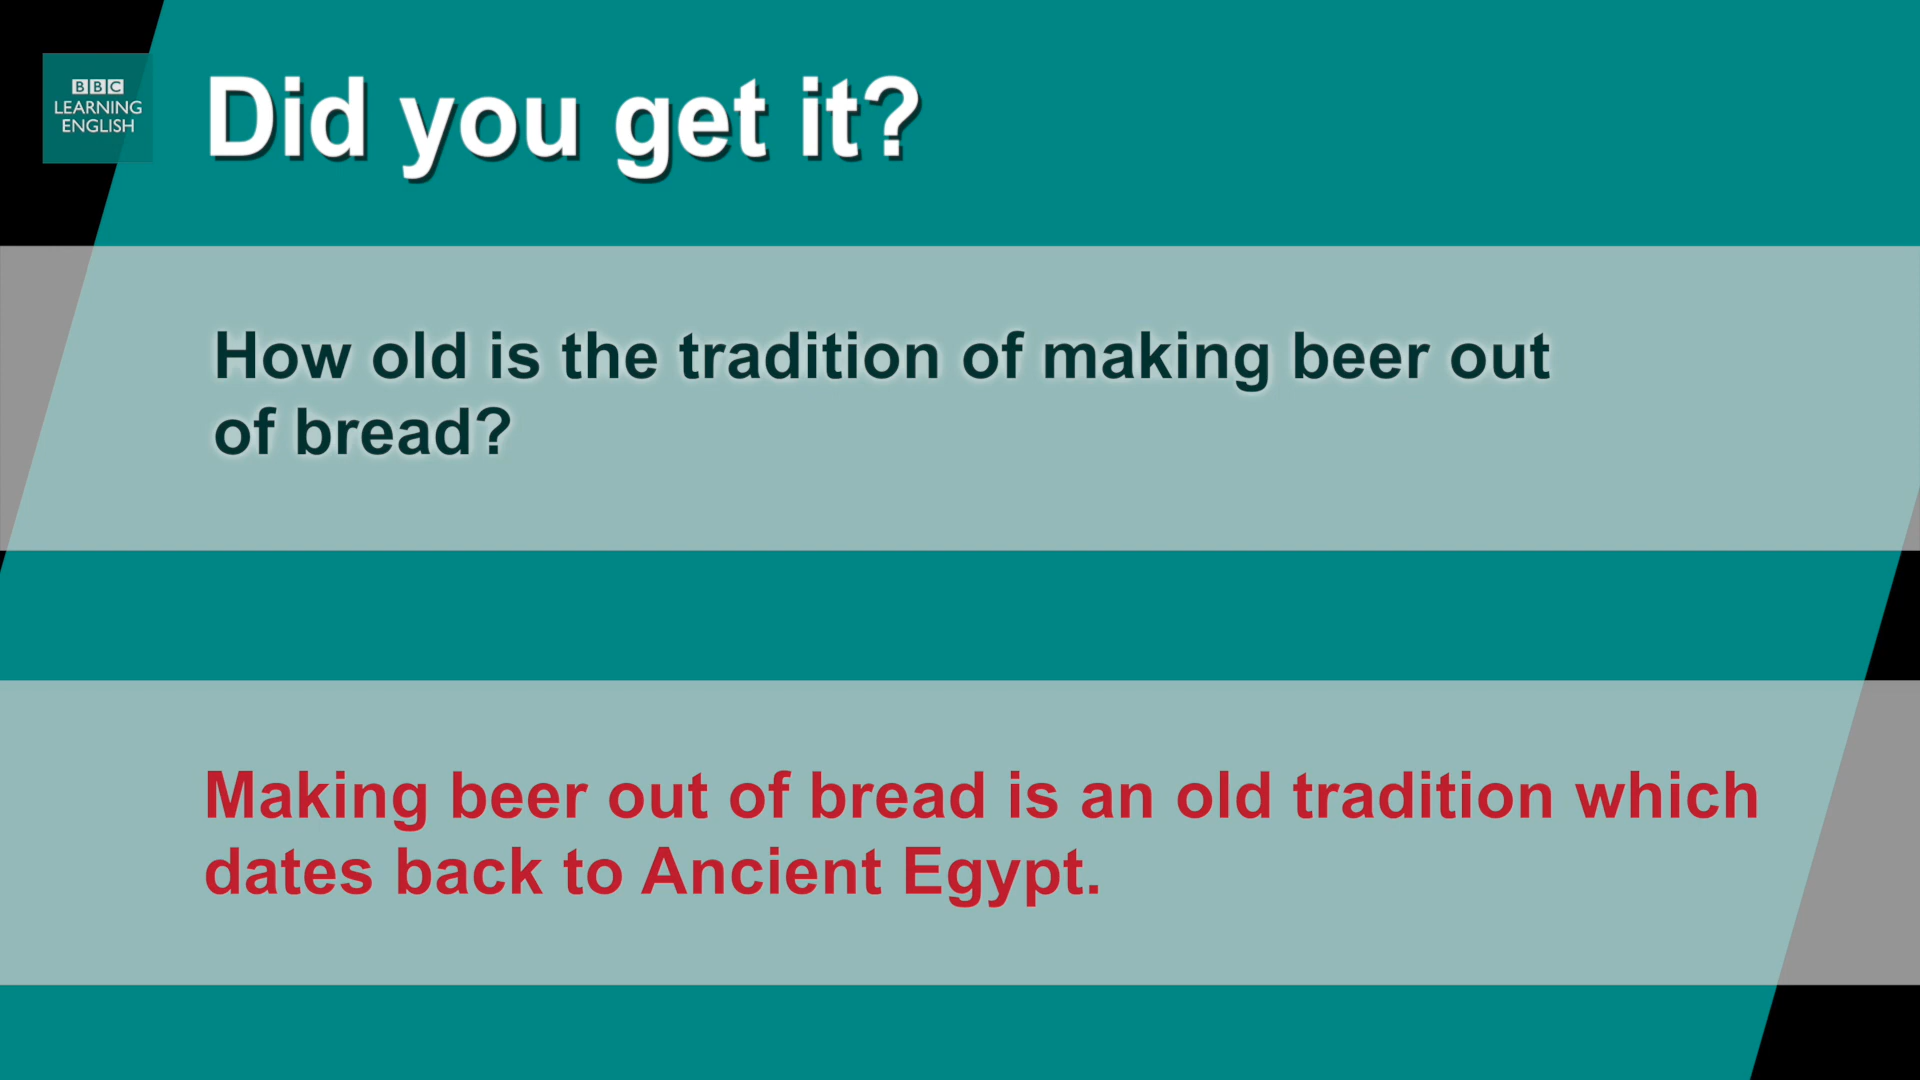 BBC
LEARNING
ENGLISH
Did you get it?
How old is the tradition of making beer out
of bread?
Making beer out of bread is an old tradition which
dates back to Ancient Egypt.